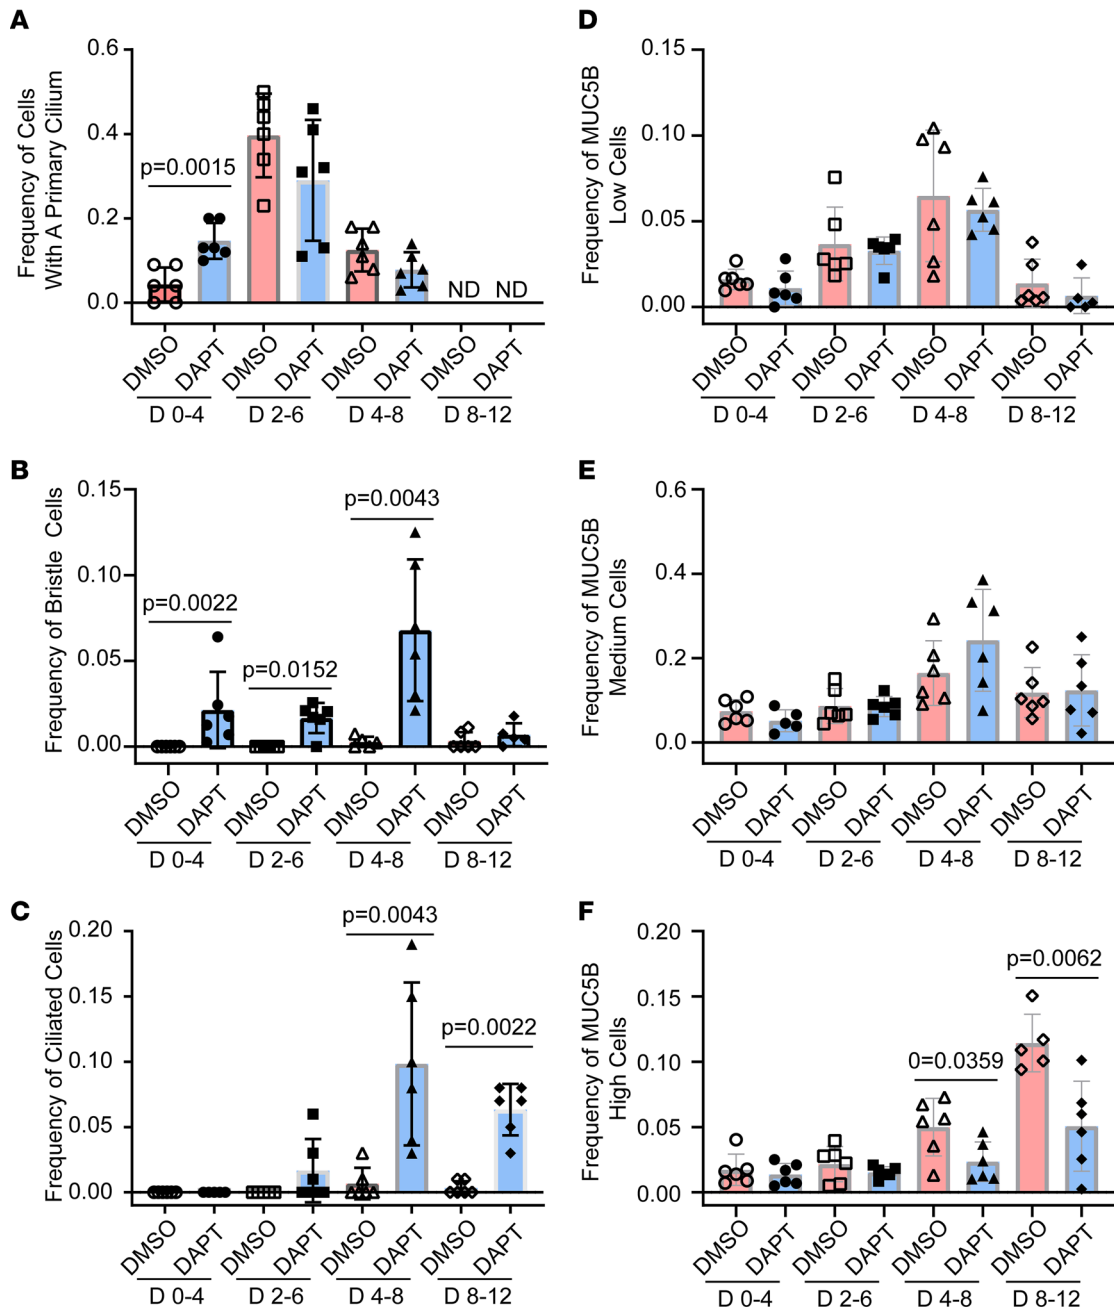 A
Frequency of Cells
With A Primary Cilium
0.6
0.4
0.2
0.0
p=0.0015
ND ND
DMSO DAPT DMSO DAPT DMSO DAPT DMSO DAPT
D 0-4 D 2-6 D 4-8 D 8-12
B
Frequency of Bristle Cells
0.15
0.10
0.05
0.00
p=0.0022
p=0.0152
p=0.0043
DMSO DAPT DMSO DAPT DMSO DAPT DMSO DAPT
D 0-4 D 2-6 D 4-8 D 8-12
C
Frequency of Ciliated Cells
0.20
0.15
0.10
0.05
0.00
p=0.0043
p=0.0022
DMSO DAPT DMSO DAPT DMSO DAPT DMSO DAPT
D 0-4 D 2-6 D 4-8 D 8-12
D
Frequency of MUC5B
Low Cells
0.15
0.10
0.05
0.00
DMSO DAPT DMSO DAPT DMSO DAPT DMSO DAPT
D 0-4 D 2-6 D 4-8 D 8-12
E
Frequency of MUC5B
Medium Cells
0.6
0.4
0.2
0.0
DMSO DAPT DMSO DAPT DMSO DAPT DMSO DAPT
D 0-4 D 2-6 D 4-8 D 8-12
F
Frequency of MUC5B
High Cells
0.20
0.15
0.10
0.05
0.00
0=0.0359
p=0.0062
DMSO DAPT DMSO DAPT DMSO DAPT DMSO DAPT
D 0-4 D 2-6 D 4-8 D 8-12